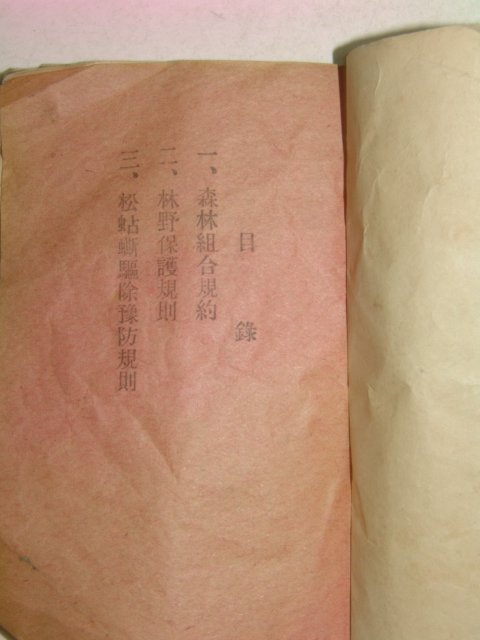 目錄
一、森林組合規約
二、林野保護規則
三、松蛅蟖驅除豫防規則